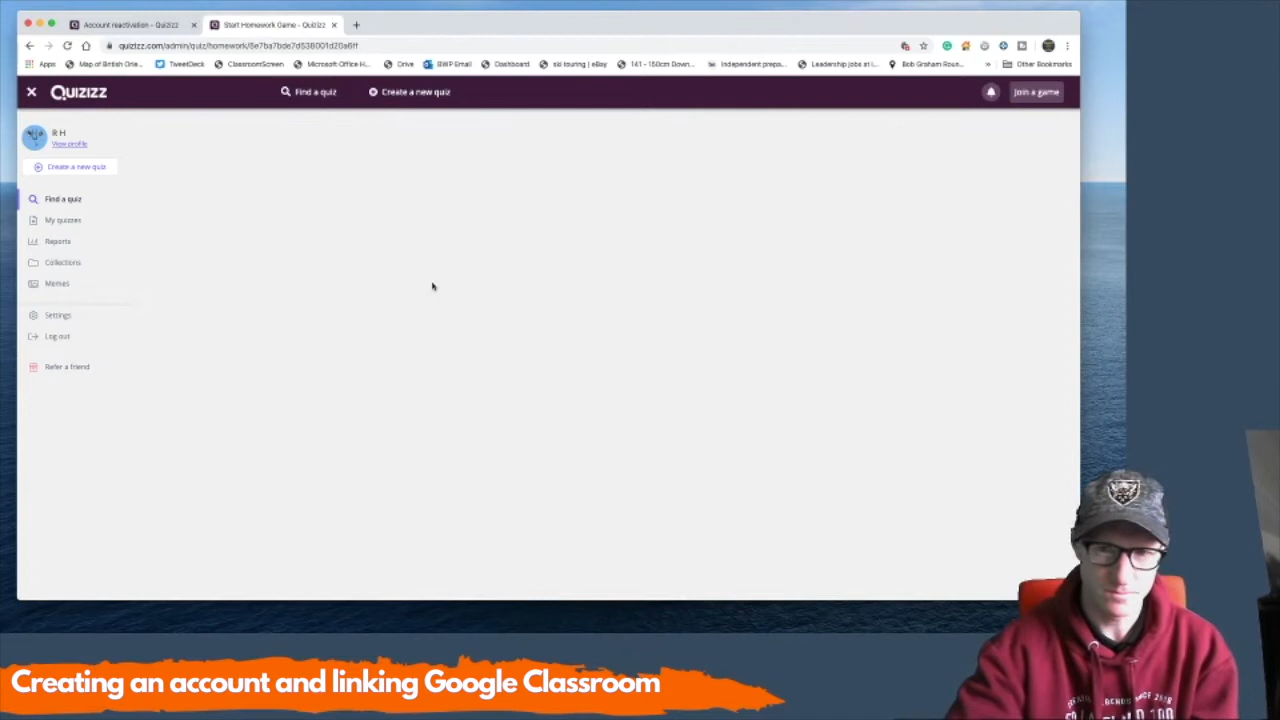 Account reactivation - Quizizz
Start Homework Game - Quizizz
quizizz.com/admin/quiz/homework/5e7ba7bde7d538001d20a6ff
Apps Map of British Orie... TweetDeck ClassroomScreen Microsoft Office H... Drive BWP Email Dashboard ski touring | eBay 141 - 150cm Down... Independent prepa... Leadership jobs at i... Bob Graham Roun... » Other Bookmarks
Quizizz Find a quiz Create a new quiz Join a game
R H
View profile
Create a new quiz
Find a quiz
My quizzes
Reports
Collections
Memes
Settings
Log out
Refer a friend
Creating an account and linking Google Classroom